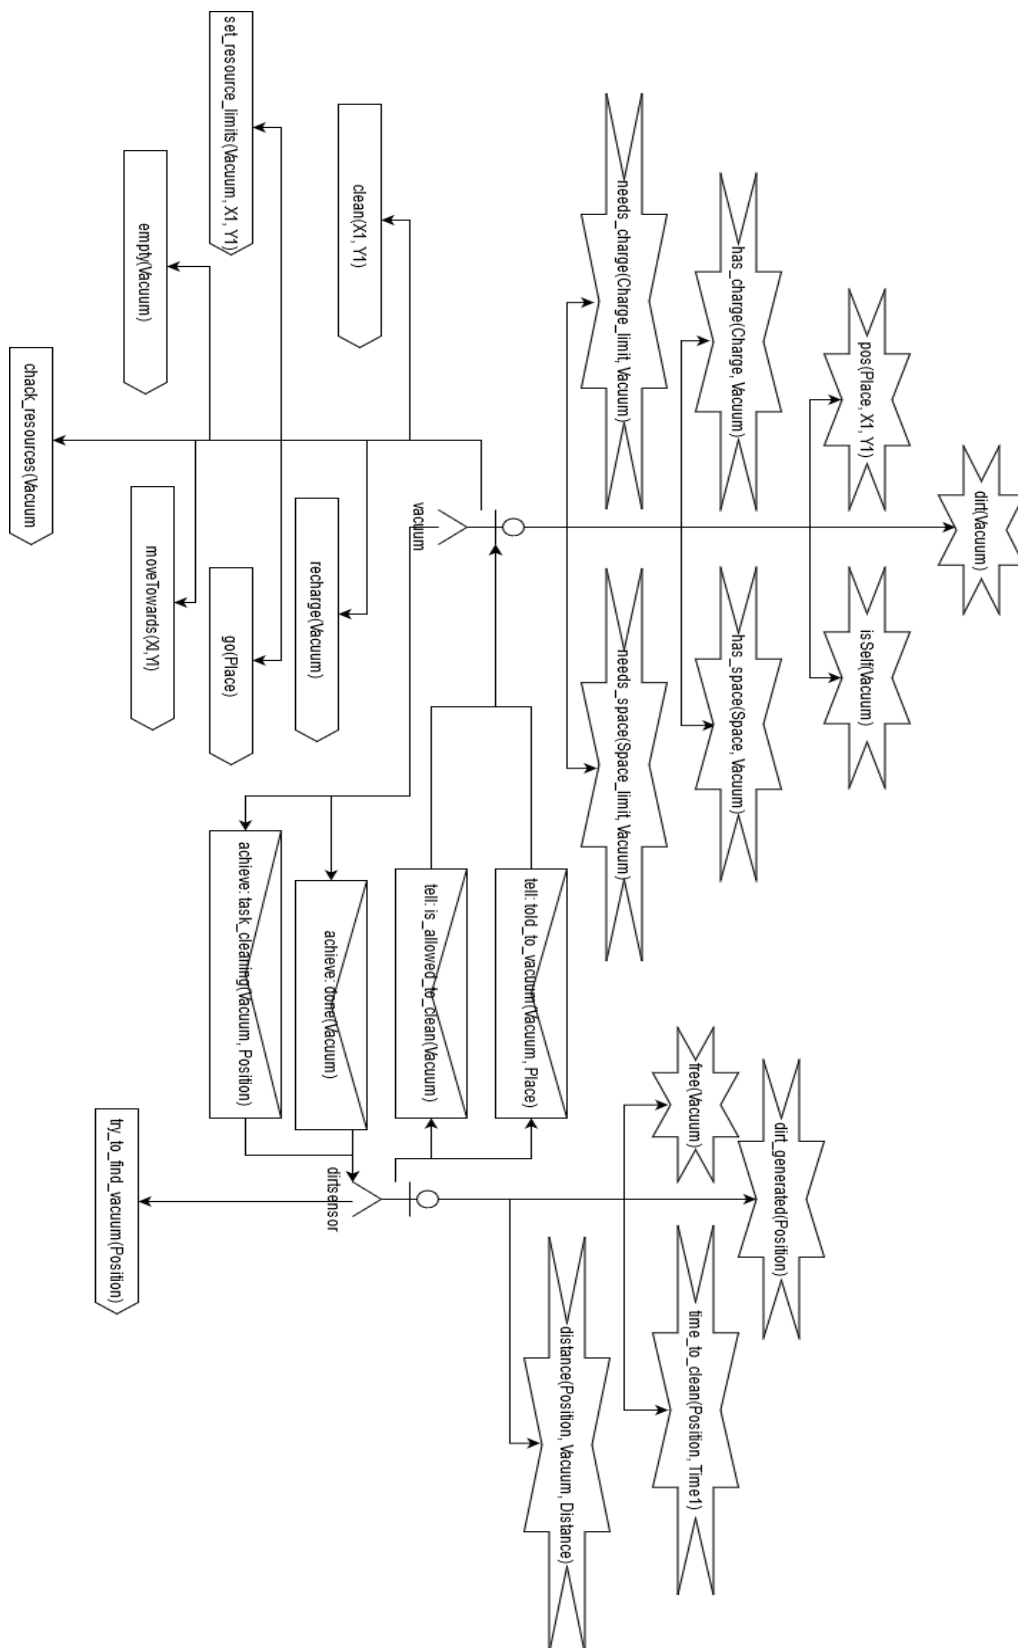 dirt(Vacuum)
pos(Place, X1, Y1)
isSelf(Vacuum)
has_charge(Charge, Vacuum)
has_space(Space, Vacuum)
needs_charge(Charge_limit, Vacuum)
needs_space(Space_limit, Vacuum)
vacuum
clean(X1, Y1)
recharge(Vacuum)
set_resource_limits(Vacuum, X1, Y1)
go(Place)
empty(Vacuum)
moveTowards(XI,YI)
chack_resources(Vacuum
tell: told_to_vacuum(Vacuum, Place)
tell: is_allowed_to_clean(Vacuum)
achieve: done(Vacuum)
achieve: task_cleaning(Vacuum, Position)
dirt_generated(Position)
free(Vacuum)
time_to_clean(Position, Time1)
distance(Position, Vacuum, Distance)
dirtsensor
try_to_find_vacuum(Position)